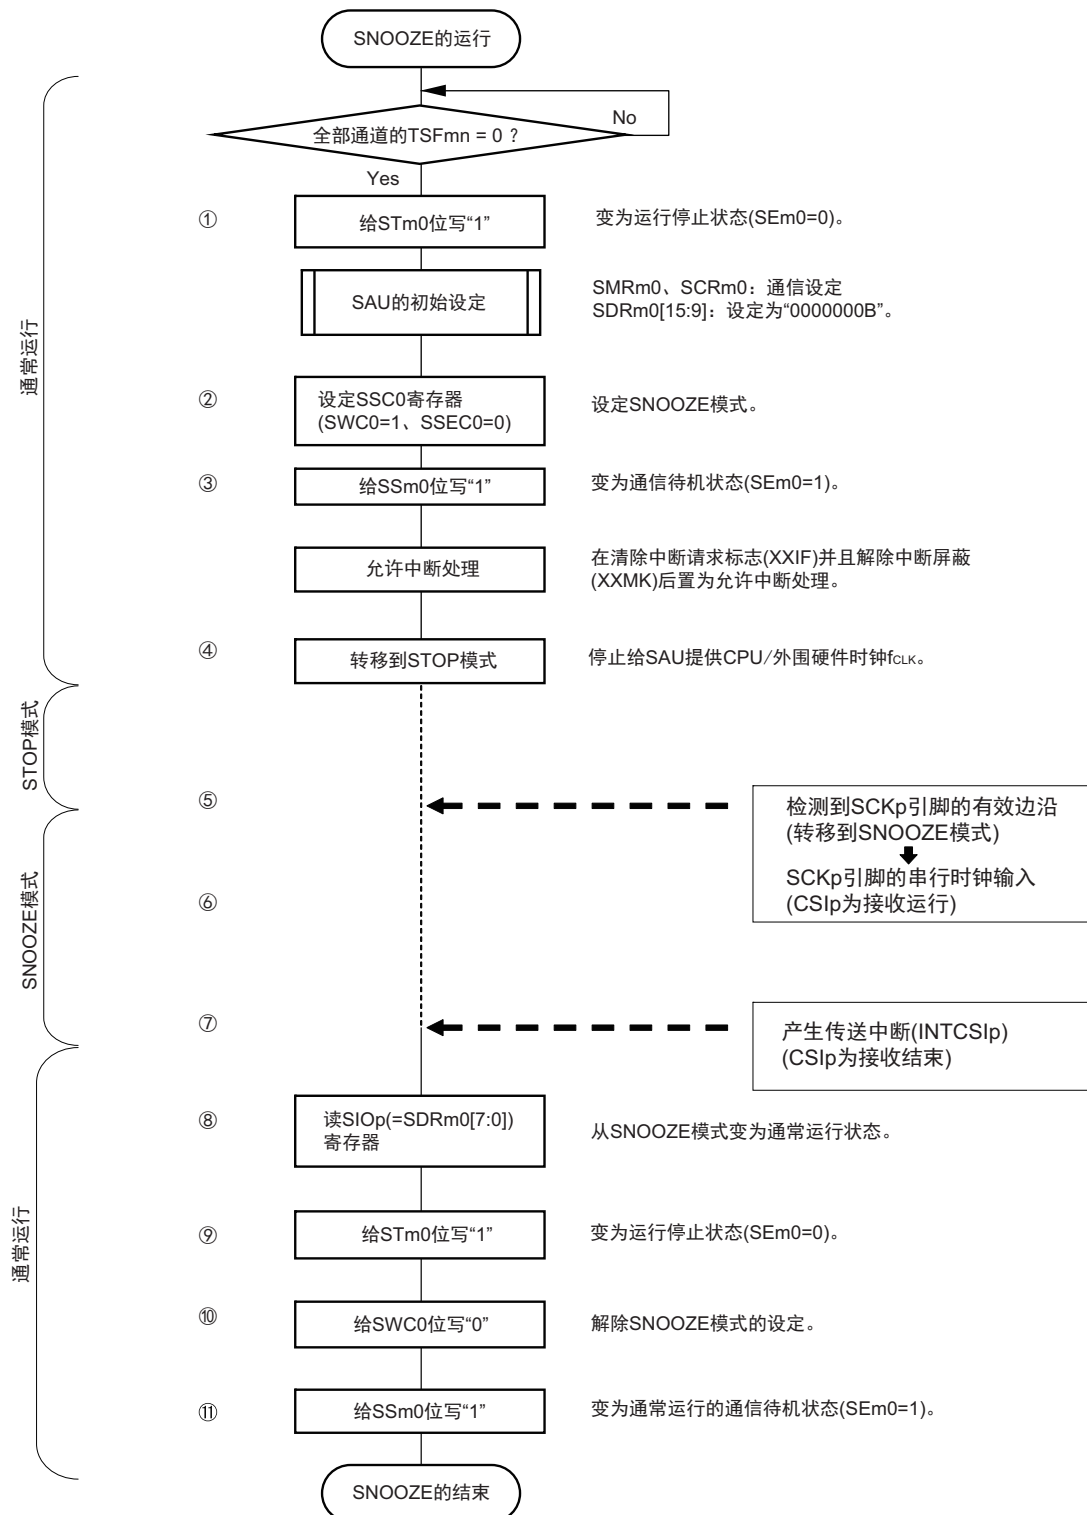 SNOOZE的运行
No
全部通道的TSFmn = 0 ?
Yes
①
给STm0位写“1”
变为运行停止状态(SEm0=0)。
SAU的初始设定
SMRm0、SCRm0：通信设定
SDRm0[15:9]：设定为“0000000B”。
通常运行
②
设定SSC0寄存器
(SWC0=1、SSEC0=0)
设定SNOOZE模式。
③
给SSm0位写“1”
变为通信待机状态(SEm0=1)。
允许中断处理
在清除中断请求标志(XXIF)并且解除中断屏蔽
(XXMK)后置为允许中断处理。
④
转移到STOP模式
停止给SAU提供CPU/外围硬件时钟fCLK。
STOP模式
⑤
检测到SCKp引脚的有效边沿
(转移到SNOOZE模式)
SCKp引脚的串行时钟输入
(CSIp为接收运行)
⑥
SNOOZE模式
⑦
产生传送中断(INTCSIp)
(CSIp为接收结束)
⑧
读SIOp(=SDRm0[7:0])
寄存器
从SNOOZE模式变为通常运行状态。
通常运行
⑨
给STm0位写“1”
变为运行停止状态(SEm0=0)。
⑩
给SWC0位写“0”
解除SNOOZE模式的设定。
⑪
给SSm0位写“1”
变为通常运行的通信待机状态(SEm0=1)。
SNOOZE的结束